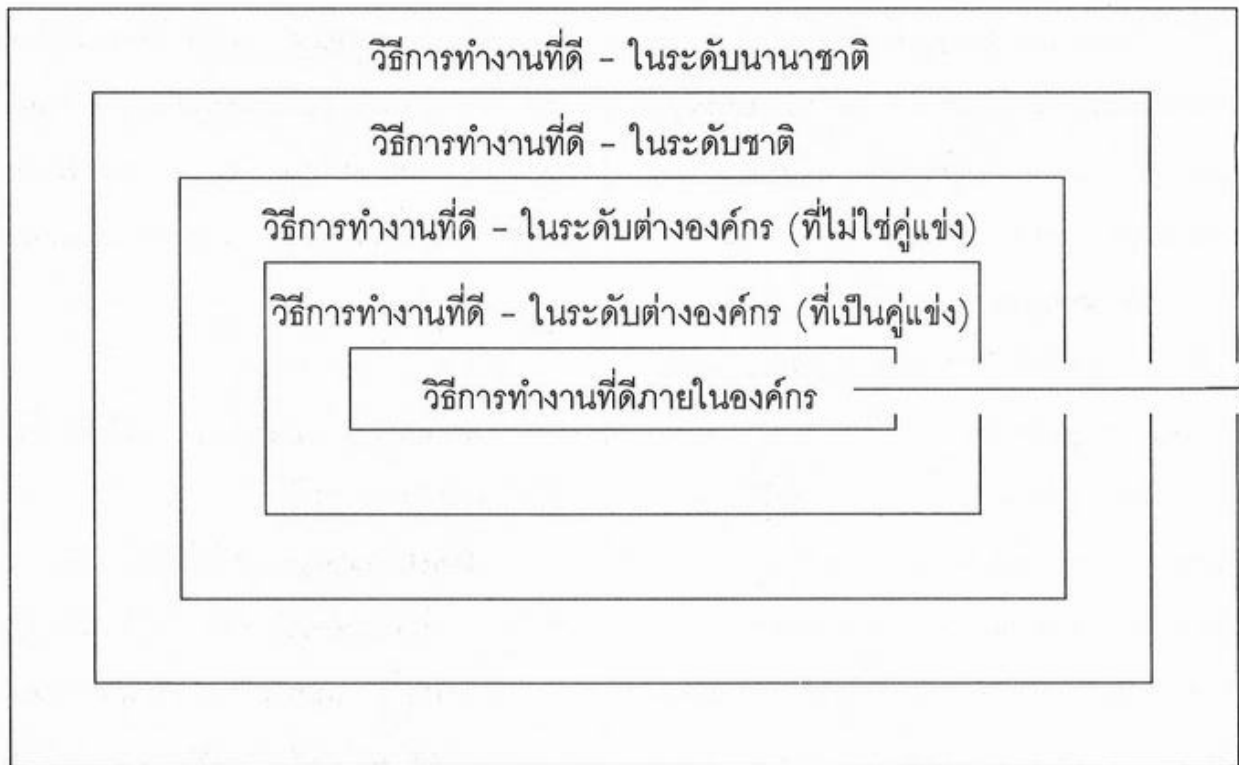 วิธีการทำงานที่ดี - ในระดับนานาชาติ
วิธีการทำงานที่ดี - ในระดับชาติ
วิธีการทำงานที่ดี - ในระดับต่างองค์กร (ที่ไม่ใช่คู่แข่ง)
วิธีการทำงานที่ดี - ในระดับต่างองค์กร (ที่เป็นคู่แข่ง)
วิธีการทำงานที่ดีภายในองค์กร